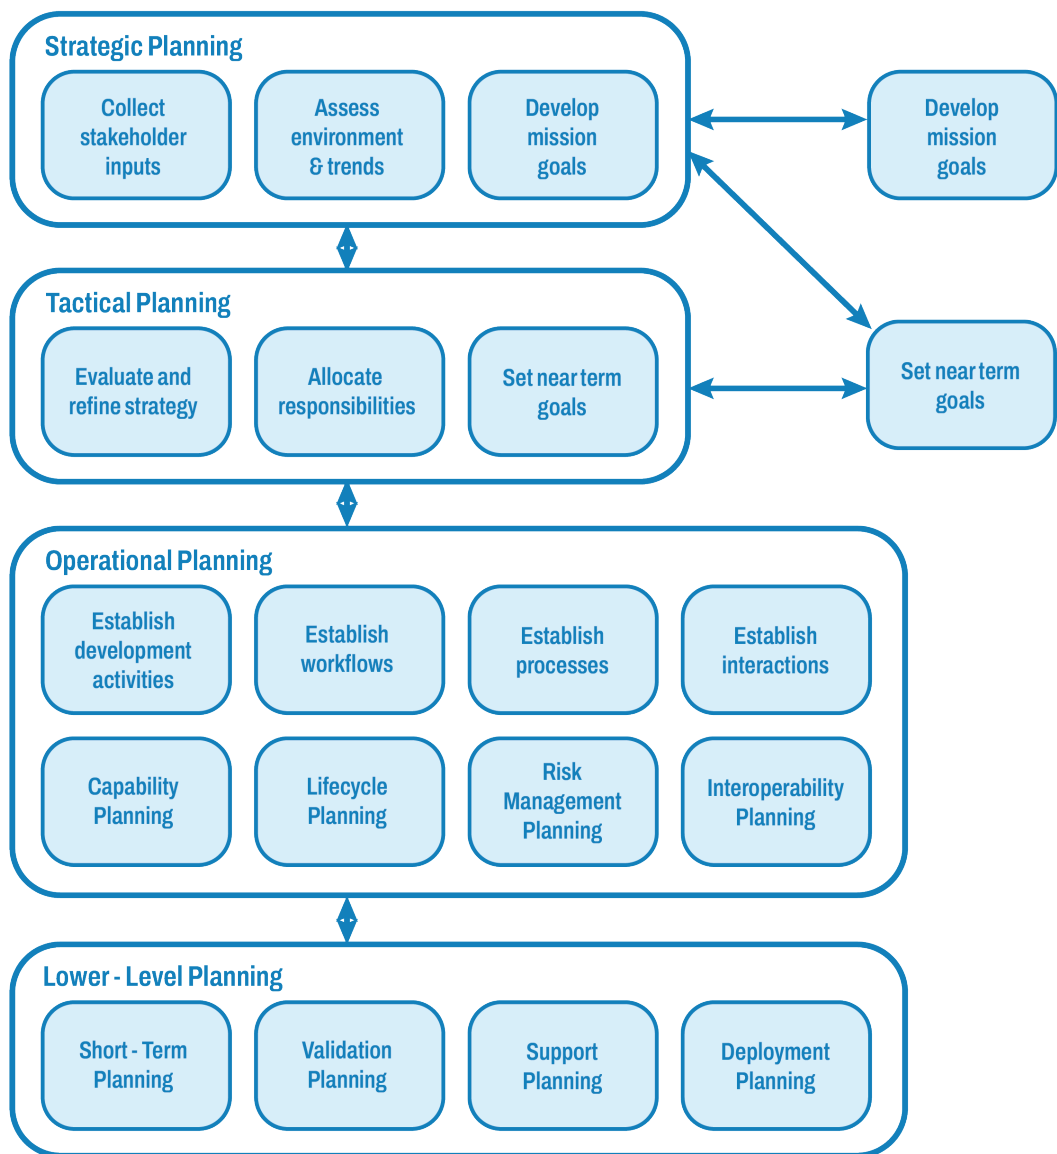 Strategic Planning
Collect
stakeholder
inputs
Assess
environment
& trends
Develop
mission
goals
Develop
mission
goals
Tactical Planning
Evaluate and
refine strategy
Allocate
responsibilities
Set near term
goals
Set near term
goals
Operational Planning
Establish
development
activities
Establish
workflows
Establish
processes
Establish
interactions
Capability
Planning
Lifecycle
Planning
Risk
Management
Planning
Interoperability
Planning
Lower - Level Planning
Short - Term
Planning
Validation
Planning
Support
Planning
Deployment
Planning